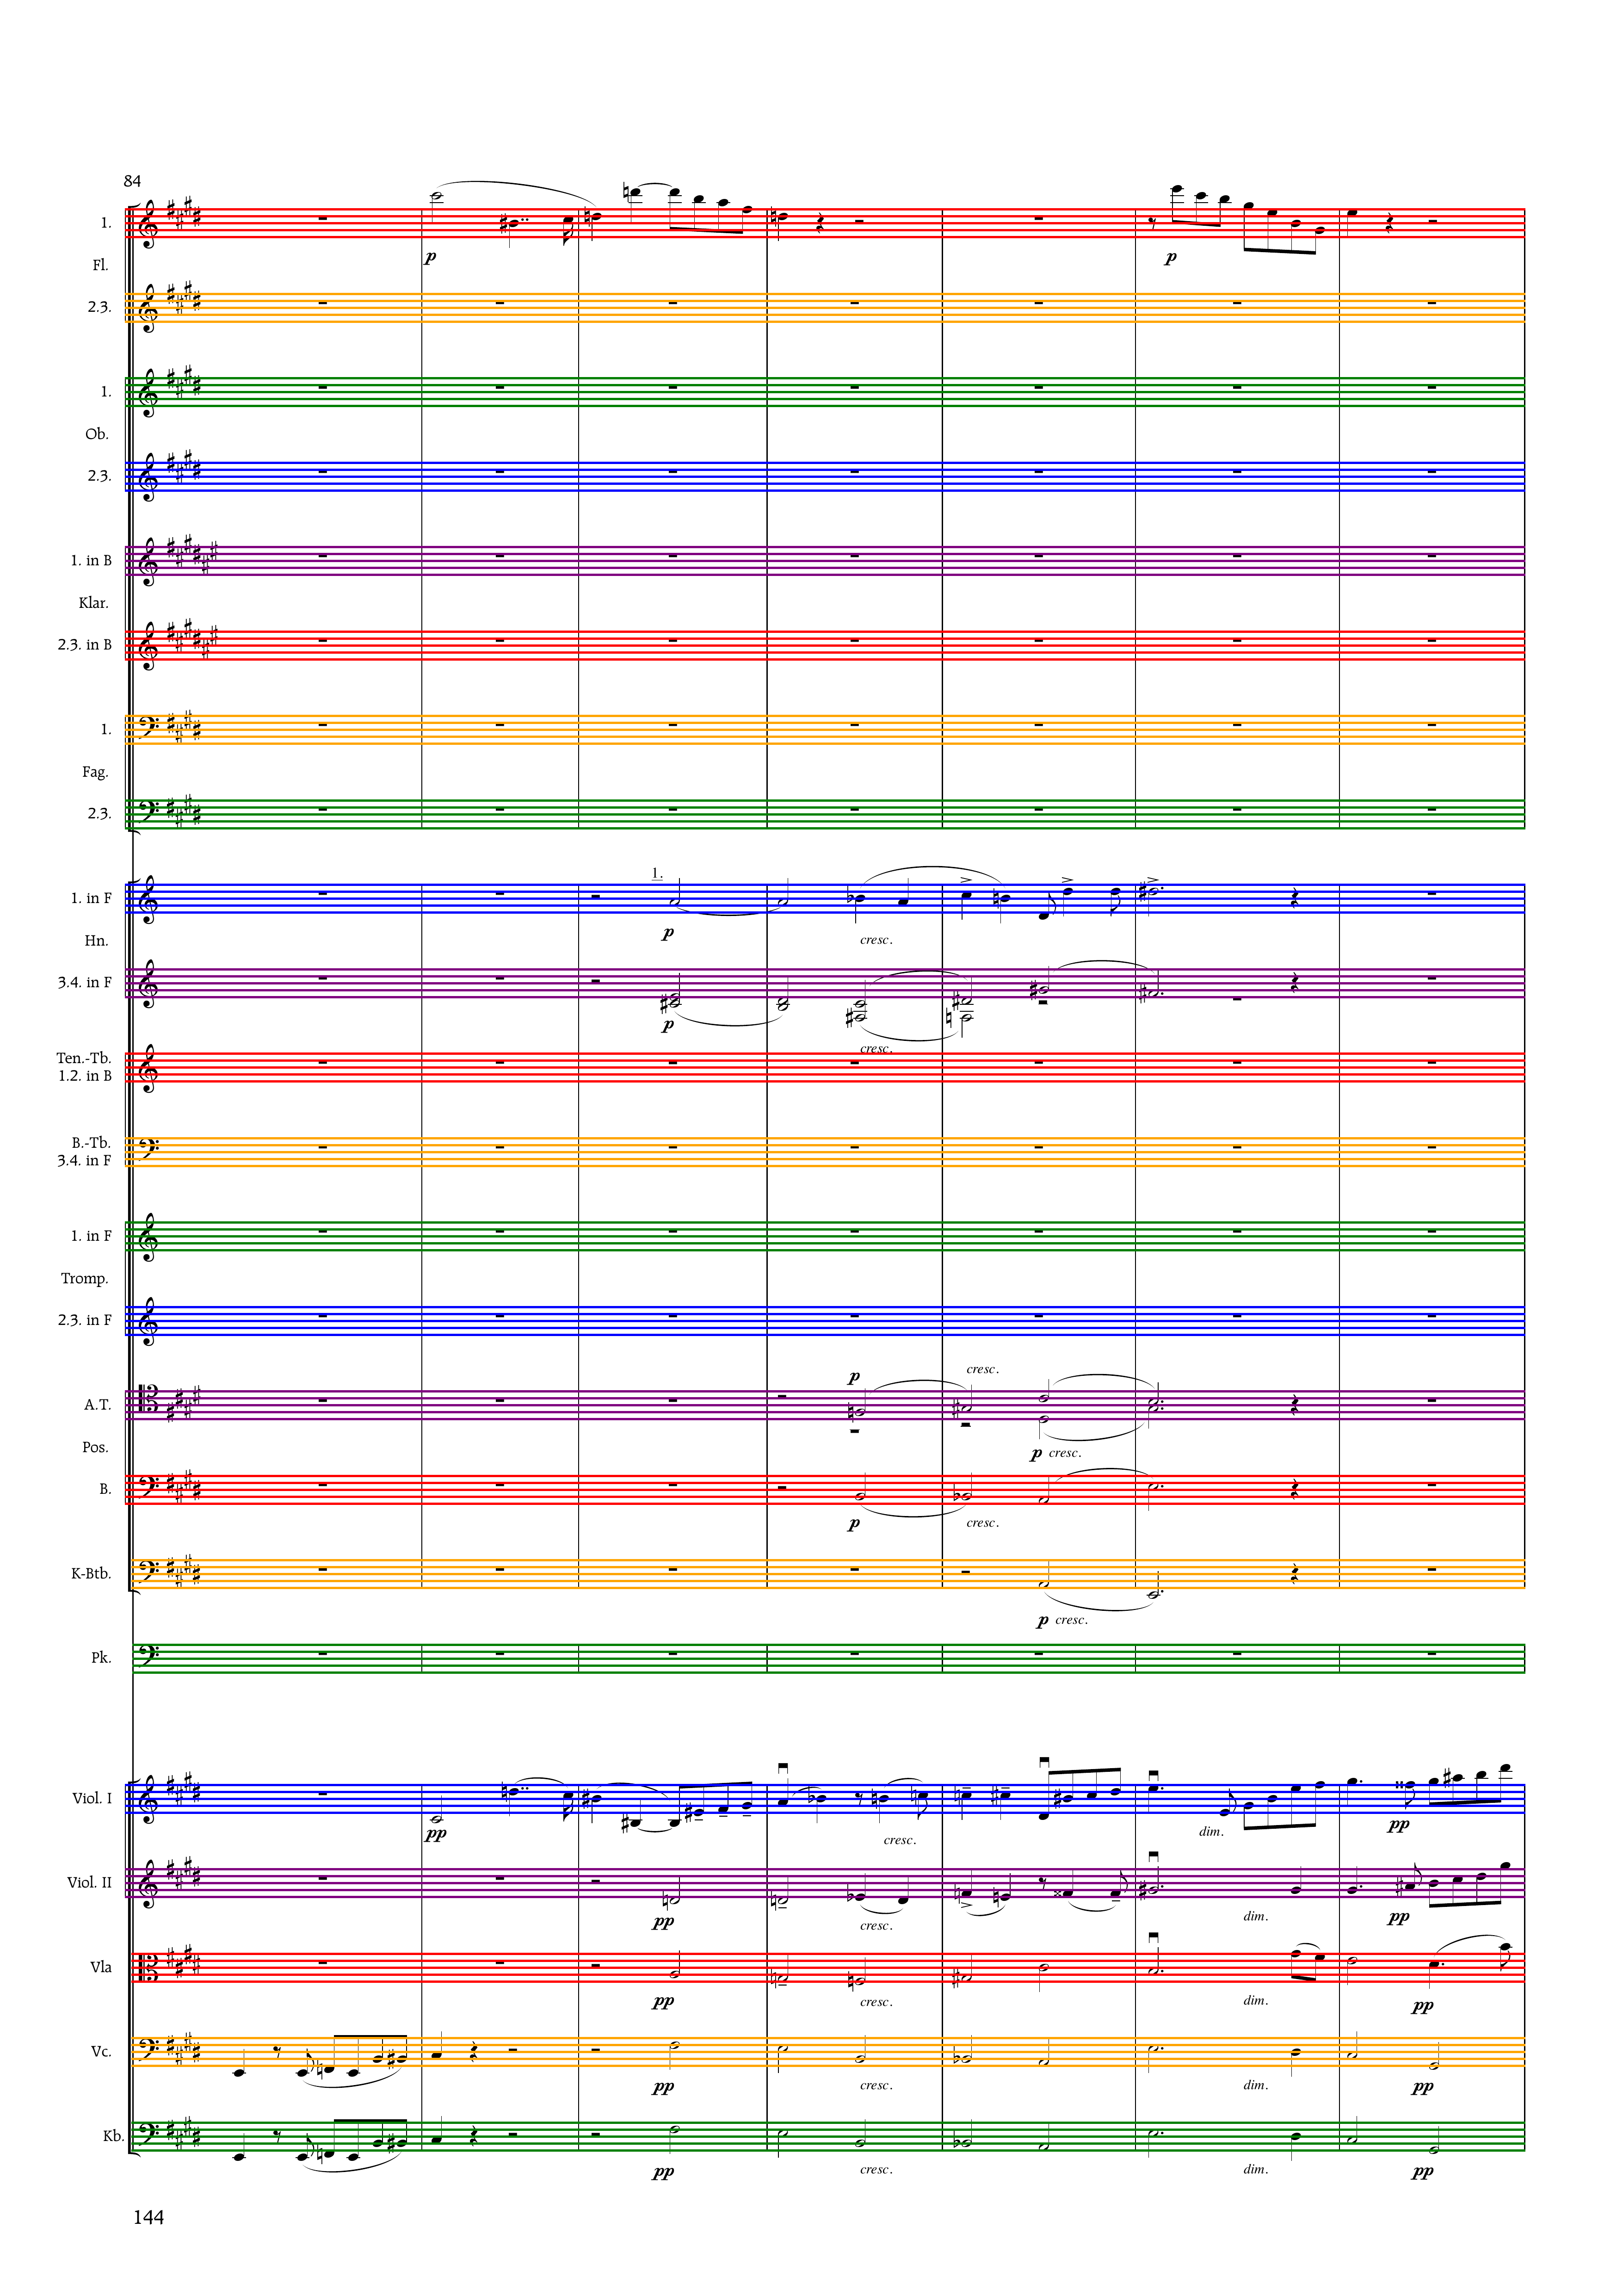 84
1.
p
p
Fl.
2.3.
1.
Ob.
2.3.
1. in B
Klar.
2.3. in B
1.
Fag.
2.3.
1.
1. in F
p
cresc.
Hn.
3.4. in F
p
cresc.
Ten.-Tb.
1.2. in B
B.-Tb.
3.4. in F
1. in F
Tromp.
2.3. in F
cresc.
p
A.T.
p cresc.
Pos.
B.
p
cresc.
K-Btb.
p cresc.
Pk.
Viol. I
pp
cresc.
dim.
pp
Viol. II
pp
cresc.
dim.
pp
Vla
pp
cresc.
dim.
pp
Vc.
pp
cresc.
dim.
pp
Kb.
pp
cresc.
dim.
pp
144